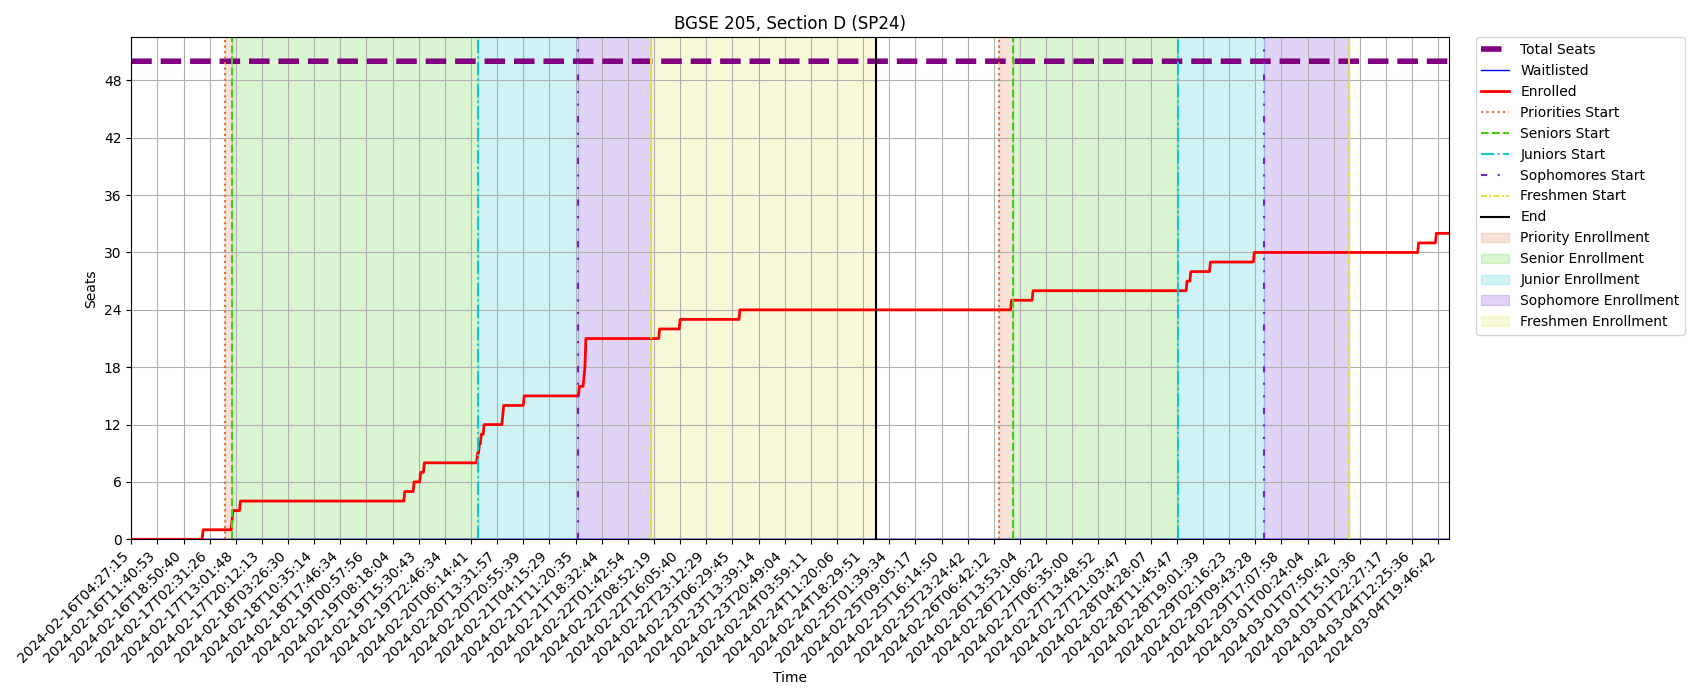 BGSE 205, Section D (SP24)
Total Seats
Waitlisted
Enrolled
Priorities Start
Seniors Start
Juniors Start
Sophomores Start
Freshmen Start
End
Priority Enrollment
Senior Enrollment
Junior Enrollment
Sophomore Enrollment
Freshmen Enrollment
Seats
48
42
36
30
24
18
12
6
0
2024-02-16T04:27:15
2024-02-16T11:40:53
2024-02-16T18:50:40
2024-02-17T02:31:26
2024-02-17T13:01:48
2024-02-17T20:12:13
2024-02-18T03:26:30
2024-02-18T10:35:14
2024-02-18T17:46:34
2024-02-19T00:57:56
2024-02-19T08:18:04
2024-02-19T15:30:43
2024-02-19T22:46:34
2024-02-20T06:14:41
2024-02-20T13:31:57
2024-02-20T20:55:39
2024-02-21T04:15:29
2024-02-21T11:20:35
2024-02-21T18:32:44
2024-02-22T01:42:54
2024-02-22T08:52:19
2024-02-22T16:05:40
2024-02-22T23:12:29
2024-02-23T06:29:45
2024-02-23T13:39:14
2024-02-23T20:49:04
2024-02-24T03:59:11
2024-02-24T11:20:06
2024-02-24T18:29:51
2024-02-25T01:39:34
2024-02-25T09:05:17
2024-02-25T16:14:50
2024-02-25T23:24:42
2024-02-26T06:42:12
2024-02-26T13:53:04
2024-02-26T21:06:22
2024-02-27T06:35:00
2024-02-27T13:48:52
2024-02-27T21:03:47
2024-02-28T04:28:07
2024-02-28T11:45:47
2024-02-28T19:01:39
2024-02-29T02:16:23
2024-02-29T09:43:28
2024-02-29T17:07:58
2024-03-01T00:24:04
2024-03-01T07:50:42
2024-03-01T15:10:36
2024-03-01T22:27:17
2024-03-04T12:25:36
2024-03-04T19:46:42
Time